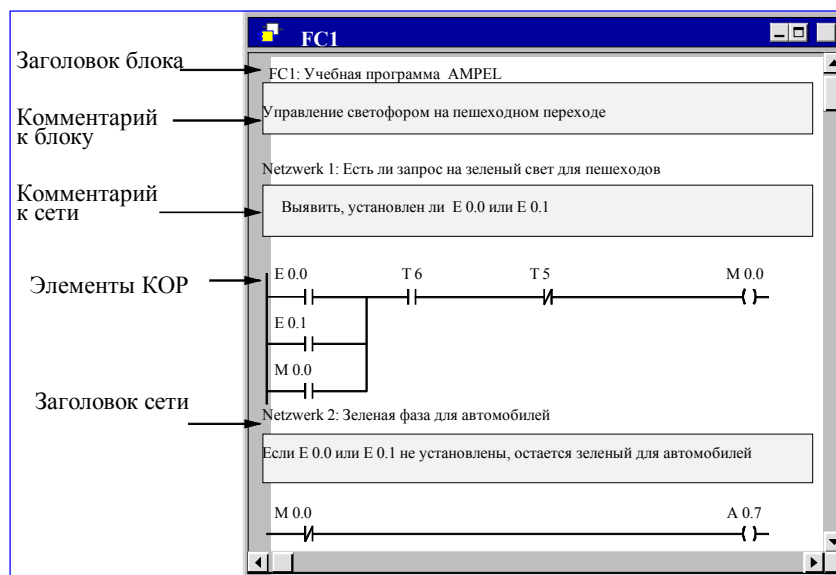 FC1
Заголовок блока
FC1: Учебная программа AMPEL
Комментарий
к блоку
Управление светофором на пешеходном переходе
Netzwerk 1: Есть ли запрос на зеленый свет для пешеходов
Комментарий
к сети
Выявить, установлен ли E 0.0 или E 0.1
Элементы КОР
E 0.0 T 6 T 5 M 0.0
E 0.1
M 0.0
Заголовок сети
Netzwerk 2: Зеленая фаза для автомобилей
Если E 0.0 или E 0.1 не установлены, остается зеленый для автомобилей
M 0.0 A 0.7